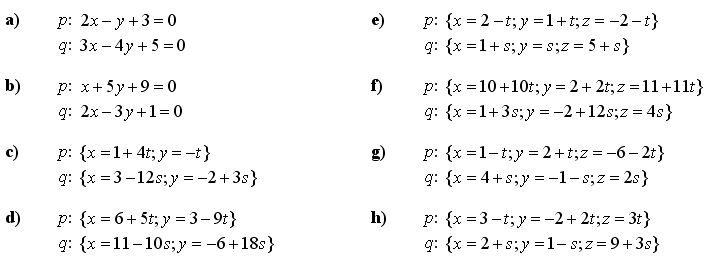 a) p: 2x – y + 3 = 0
q: 3x – 4y + 5 = 0
b) p: x + 5y + 9 = 0
q: 2x – 3y + 1 = 0
c) p: {x = 1 + 4t; y = –t}
q: {x = 3 – 12s; y = –2 + 3s}
d) p: {x = 6 + 5t; y = 3 – 9t}
q: {x = 11 – 10s; y = –6 + 18s}
e) p: {x = 2 – t; y = 1 + t; z = –2 – t}
q: {x = 1 + s; y = s; z = 5 + s}
f) p: {x = 10 + 10t; y = 2 + 2t; z = 11 + 11t}
q: {x = 1 + 3s; y = –2 + 12s; z = 4s}
g) p: {x = 1 – t; y = 2 + t; z = –6 – 2t}
q: {x = 4 + s; y = –1 – s; z = 2s}
h) p: {x = 3 – t; y = –2 + 2t; z = 3t}
q: {x = 2 + s; y = 1 – s; z = 9 + 3s}